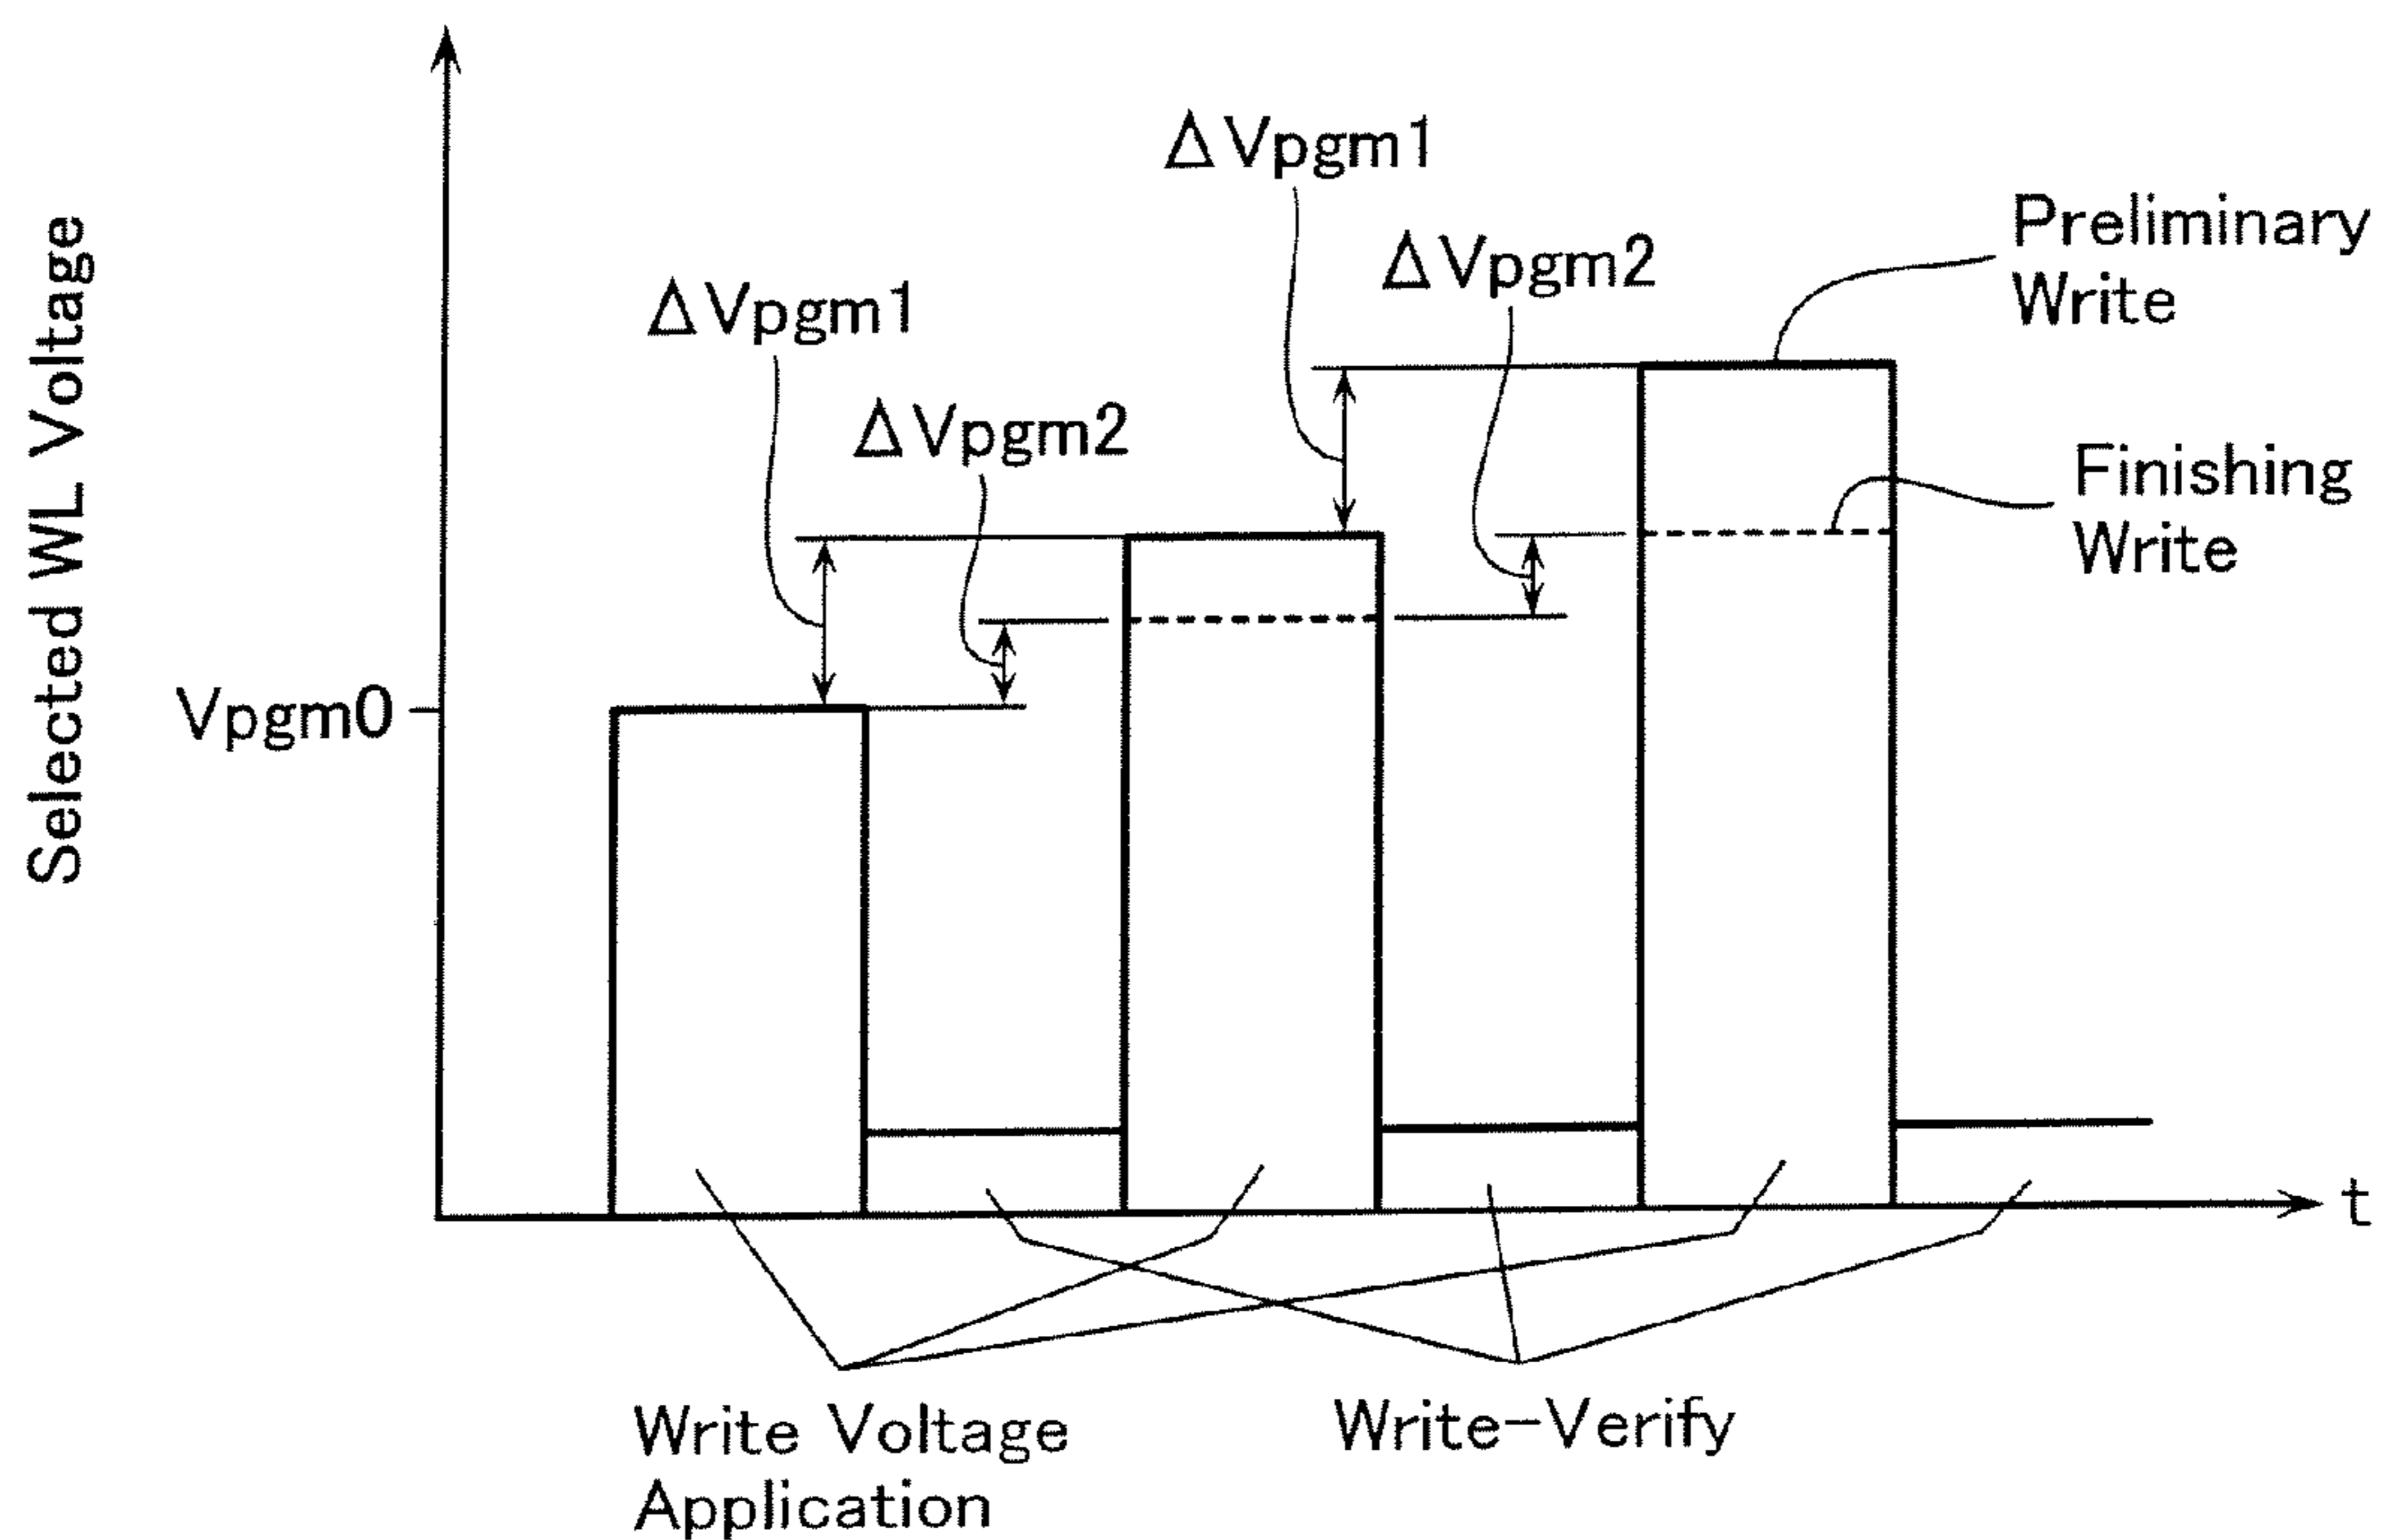 ΔVpgm1
Preliminary
Write
ΔVpgm2
ΔVpgm1
ΔVpgm2
Finishing
Write
Selected WL Voltage
Vpgm0
t
Write Voltage
Application
Write-Verify